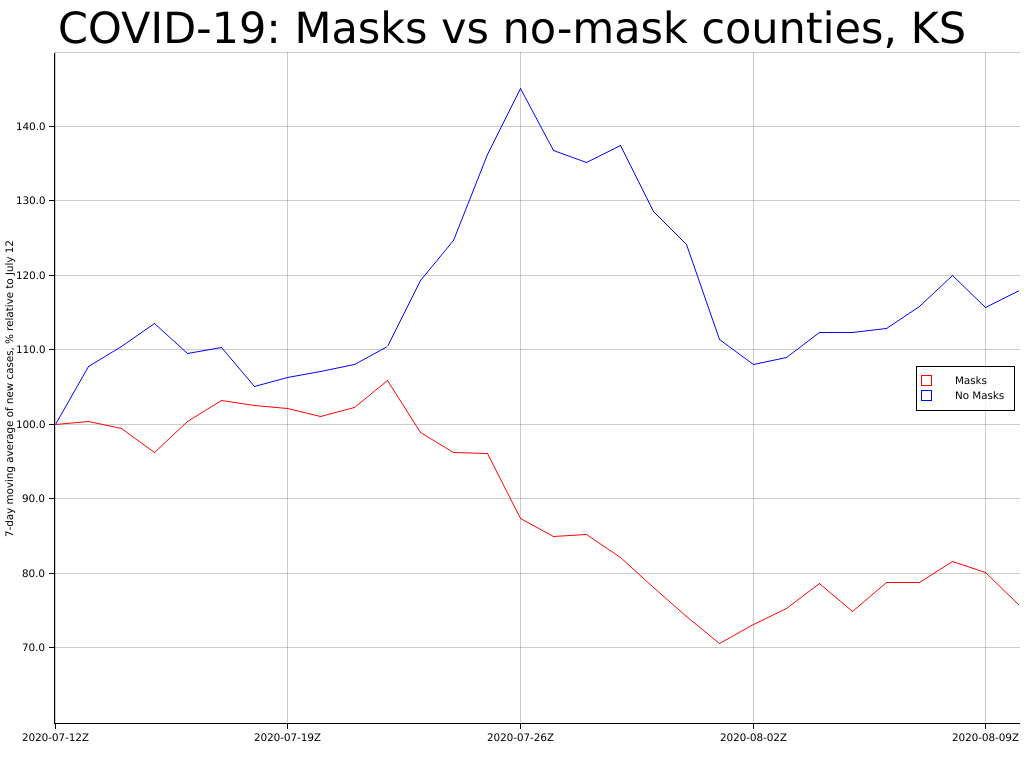 COVID-19: Masks vs no-mask counties, KS
7-day moving average of new cases, % relative to July 12
140.0
130.0
120.0
110.0
100.0
90.0
80.0
70.0
Masks
No Masks
2020-07-12Z
2020-07-19Z
2020-07-26Z
2020-08-02Z
2020-08-09Z